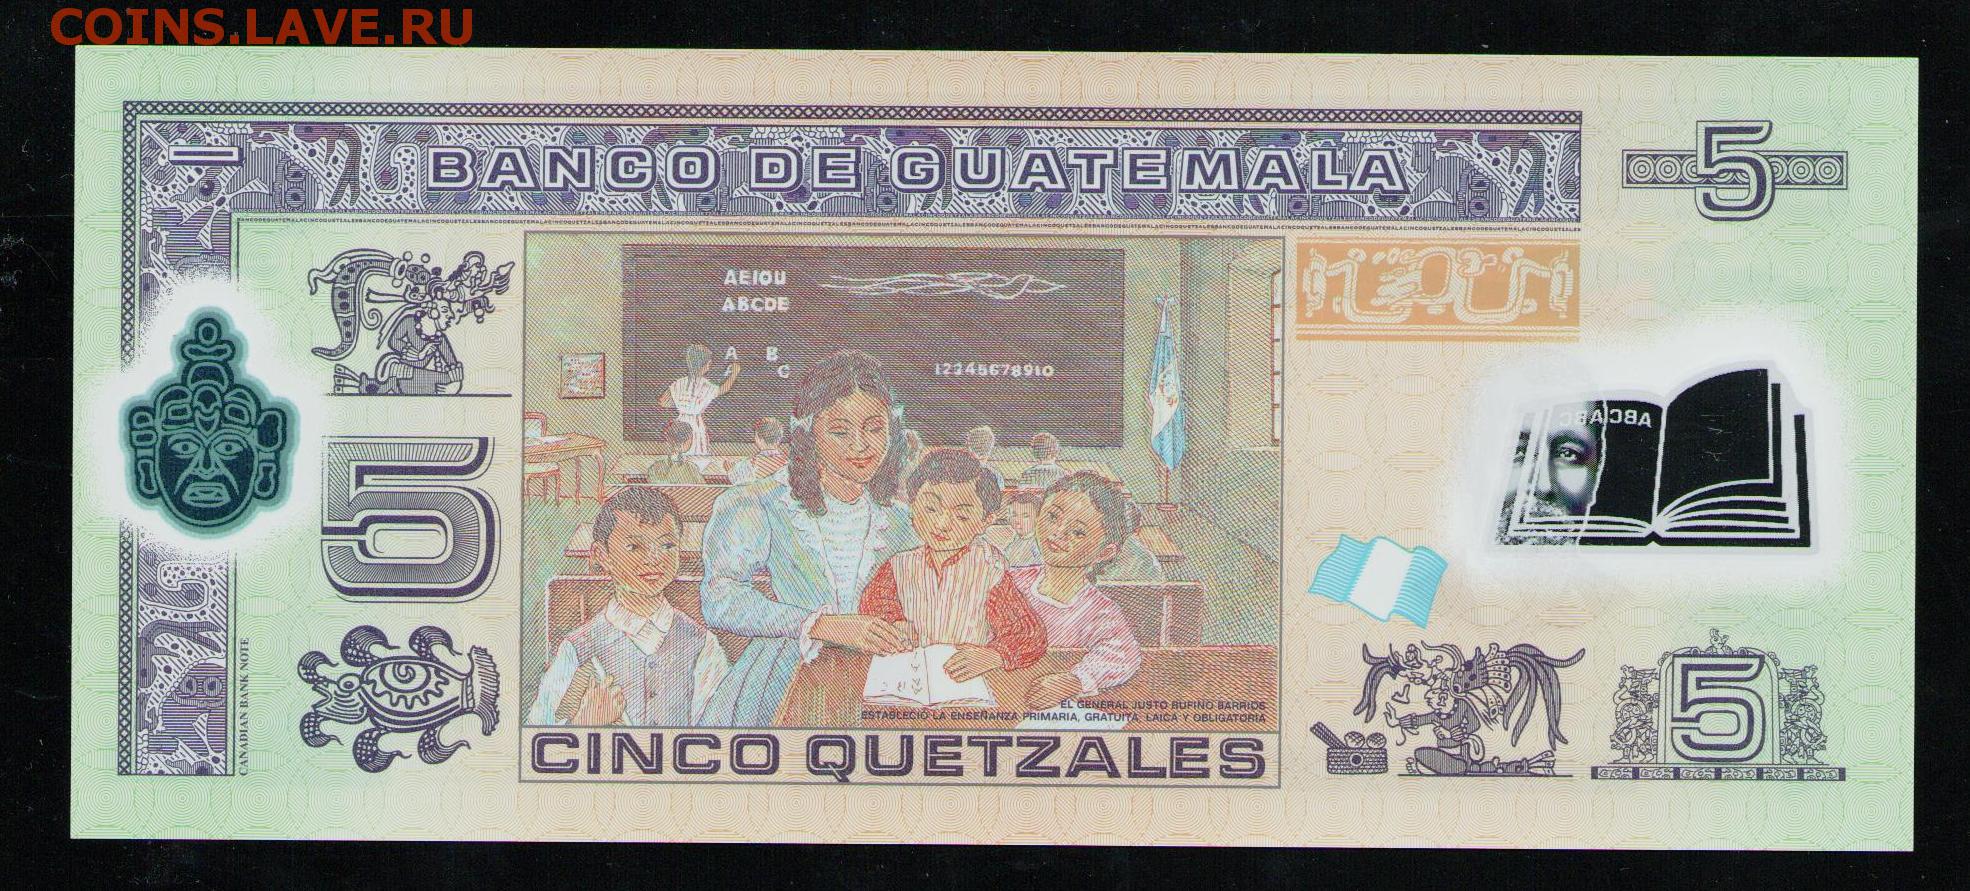 COINS.LAVE.RU
BANCO DE GUATEMALA
5
BANCODEGUATEMALACINCOQUETZALESBANCODEGUATEMALACINCOQUETZALESBANCODEGUATEMALACINCOQUETZALES
AEIOU
ABCDE
A B
A C
12345678910
ABCABC
5
CANADIAN BANK NOTE
EL GENERAL JUSTO RUFINO BARRIOS
ESTABLECIÓ LA ENSEÑANZA PRIMARIA, GRATUITA, LAICA Y OBLIGATORIA
5
CINCO QUETZALES